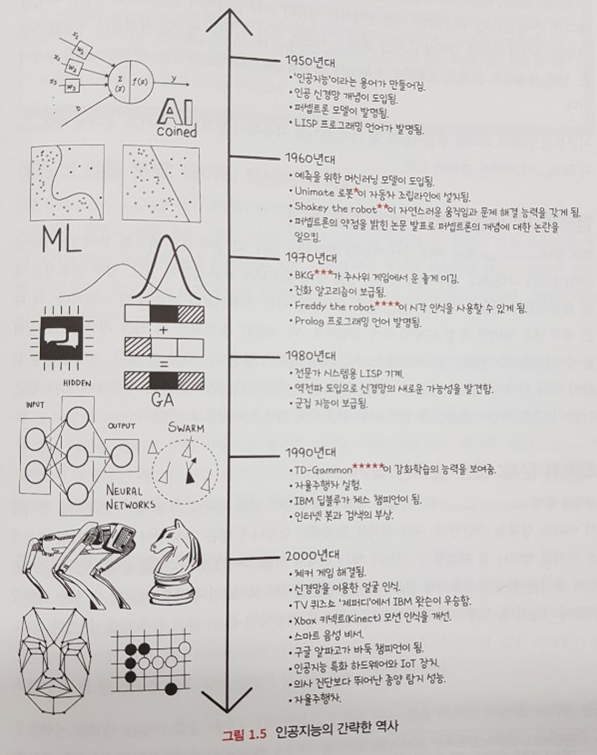 x₁
w₁
x₂
w₂
x₃
w₃
b
Σ
(z)
f(z)
y
AI
coined
1950년대
•'인공지능'이라는 용어가 만들어짐.
•인공 신경망 개념이 도입됨.
•퍼셉트론 모델이 발명됨.
•LISP 프로그래밍 언어가 발명됨.
ML
1960년대
•예측을 위한 머신러닝 모델이 도입됨.
•Unimate 로봇*이 자동차 조립라인에 설치됨.
•Shakey the robot**이 자연스러운 움직임과 문제 해결 능력을 갖게 됨.
•퍼셉트론의 약점을 밝힌 논문 발표로 퍼셉트론의 개념에 대한 논란을
일으킴.
1970년대
•BKG***가 주사위 게임에서 운 좋게 이김.
•진화 알고리즘이 보급됨.
•Freddy the robot****이 시각 인식을 사용할 수 있게 됨.
•Prolog 프로그래밍 언어 발명됨.
+
=
GA
1980년대
•전문가 시스템용 LISP 기계.
•역전파 도입으로 신경망의 새로운 가능성을 발견함.
•군집 지능이 보급됨.
INPUT
HIDDEN
OUTPUT
NEURAL
NETWORKS
SWARM
1990년대
•TD-Gammon*****이 강화학습의 능력을 보여줌.
•자율주행차 실험.
•IBM 딥블루가 체스 챔피언이 됨.
•인터넷 봇과 검색의 부상.
2000년대
•체커 게임 해결됨.
•신경망을 이용한 얼굴 인식.
•TV 퀴즈쇼 '제퍼디'에서 IBM 왓슨이 우승함.
•Xbox 키넥트(Kinect) 모션 인식을 개선.
•스마트 음성 비서.
•구글 알파고가 바둑 챔피언이 됨.
•인공지능 특화 하드웨어와 IoT 장치.
•의사 진단보다 뛰어난 종양 탐지 성능.
•자율주행차.
그림 1.5 인공지능의 간략한 역사